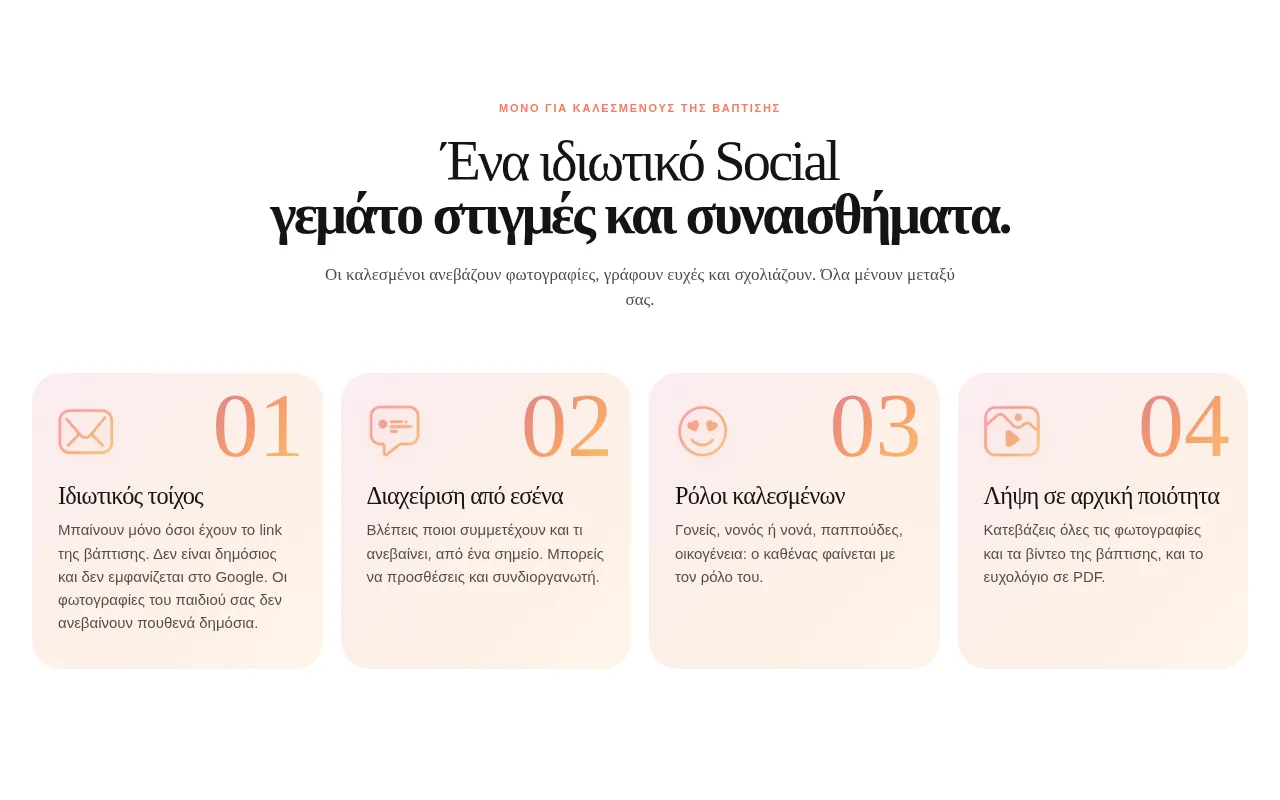 ΜΟΝΟ ΓΙΑ ΚΑΛΕΣΜΕΝΟΥΣ ΤΗΣ ΒΑΠΤΙΣΗΣ
Ένα ιδιωτικό Social
γεμάτο στιγμές και συναισθήματα.
Οι καλεσμένοι ανεβάζουν φωτογραφίες, γράφουν ευχές και σχολιάζουν. Όλα μένουν μεταξύ
σας.
01
Ιδιωτικός τοίχος
Μπαίνουν μόνο όσοι έχουν το link
της βάπτισης. Δεν είναι δημόσιος
και δεν εμφανίζεται στο Google. Οι
φωτογραφίες του παιδιού σας δεν
ανεβαίνουν πουθενά δημόσια.
02
Διαχείριση από εσένα
Βλέπεις ποιοι συμμετέχουν και τι
ανεβαίνει, από ένα σημείο. Μπορείς
να προσθέσεις και συνδιοργανωτή.
03
Ρόλοι καλεσμένων
Γονείς, νονός ή νονά, παππούδες,
οικογένεια: ο καθένας φαίνεται με
τον ρόλο του.
04
Λήψη σε αρχική ποιότητα
Κατεβάζεις όλες τις φωτογραφίες
και τα βίντεο της βάπτισης, και το
ευχολόγιο σε PDF.